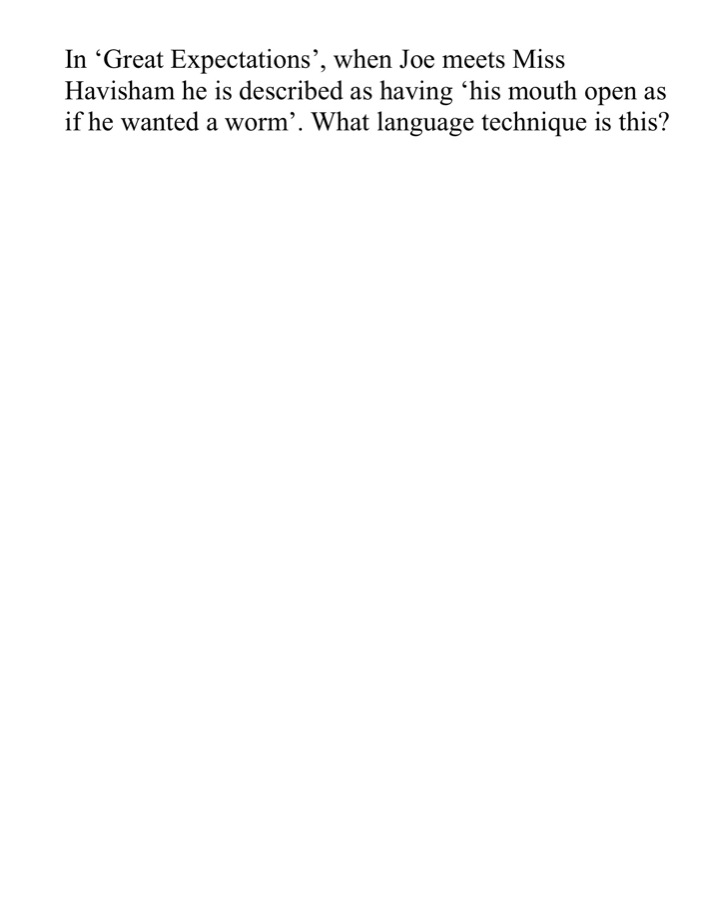 In ‘Great Expectations’, when Joe meets Miss
Havisham he is described as having ‘his mouth open as
if he wanted a worm’. What language technique is this?